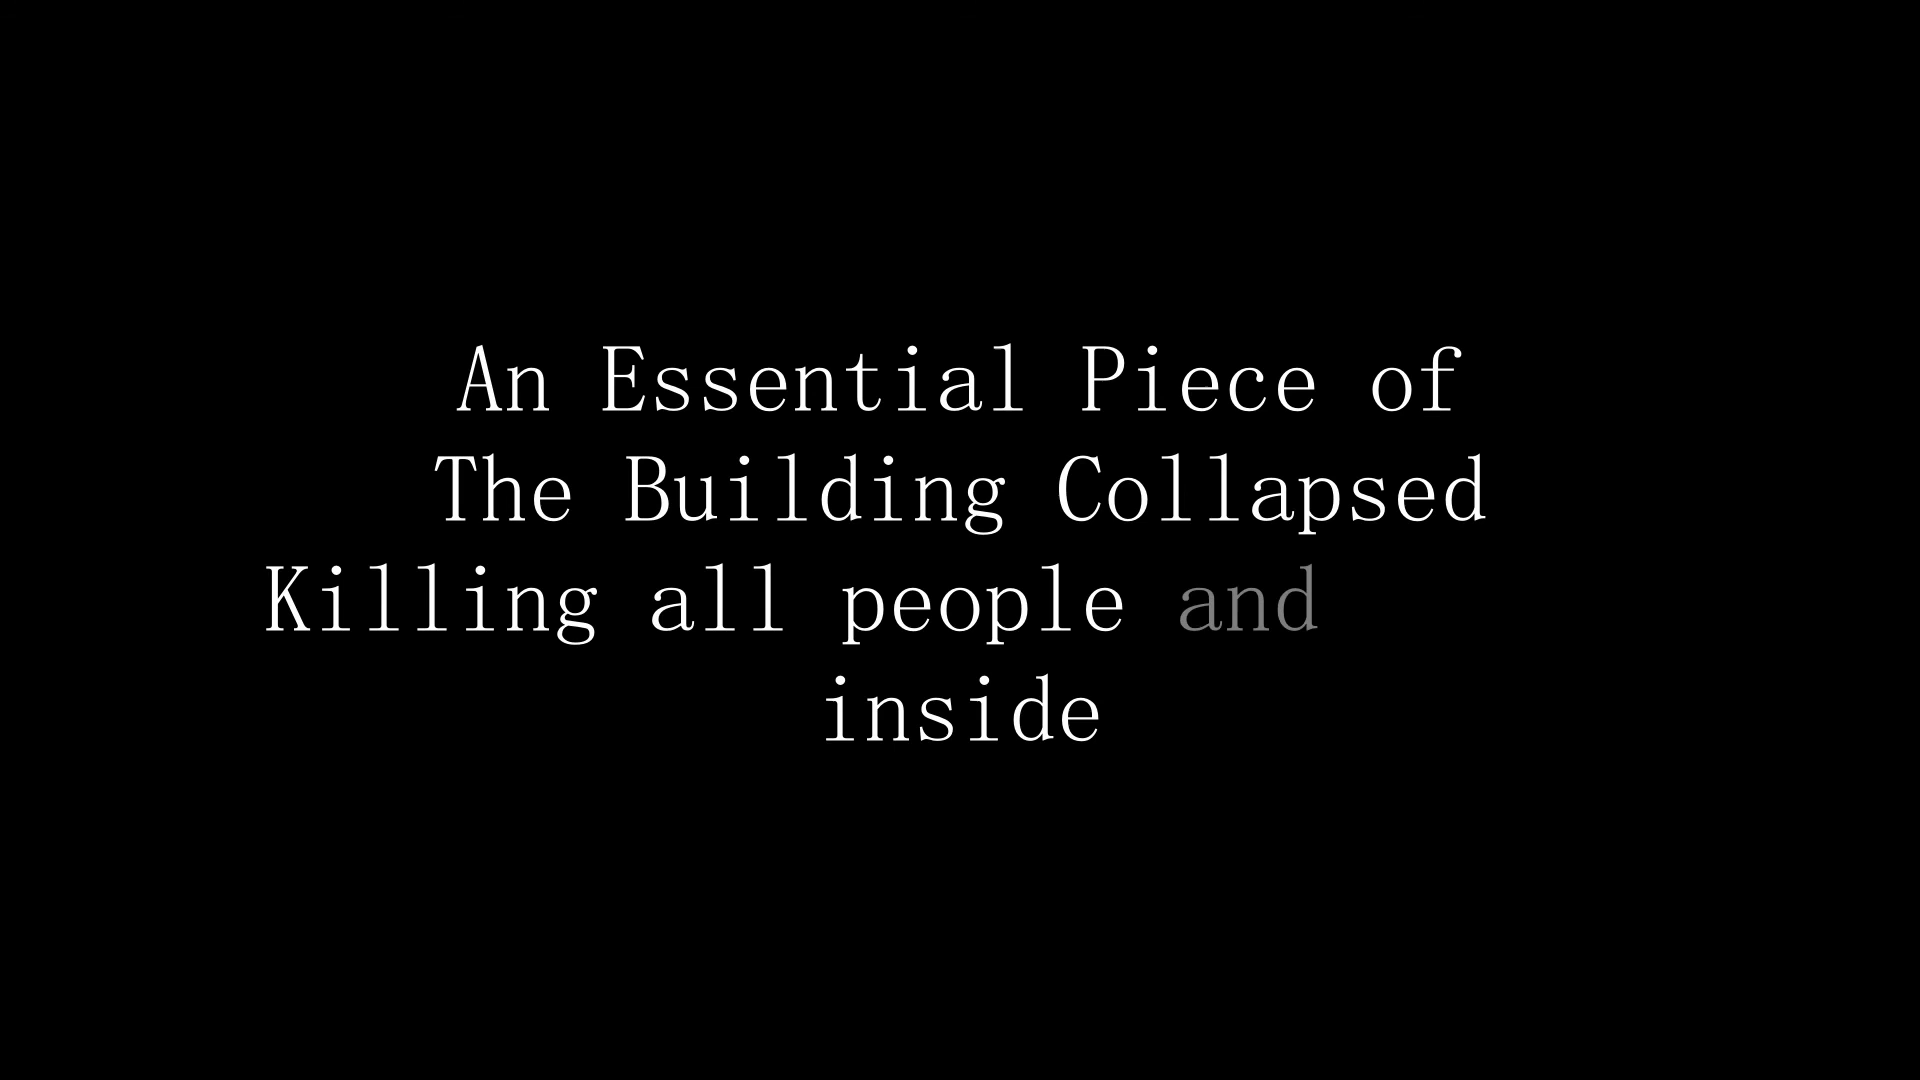 An Essential Piece of
The Building Collapsed
Killing all people and
inside